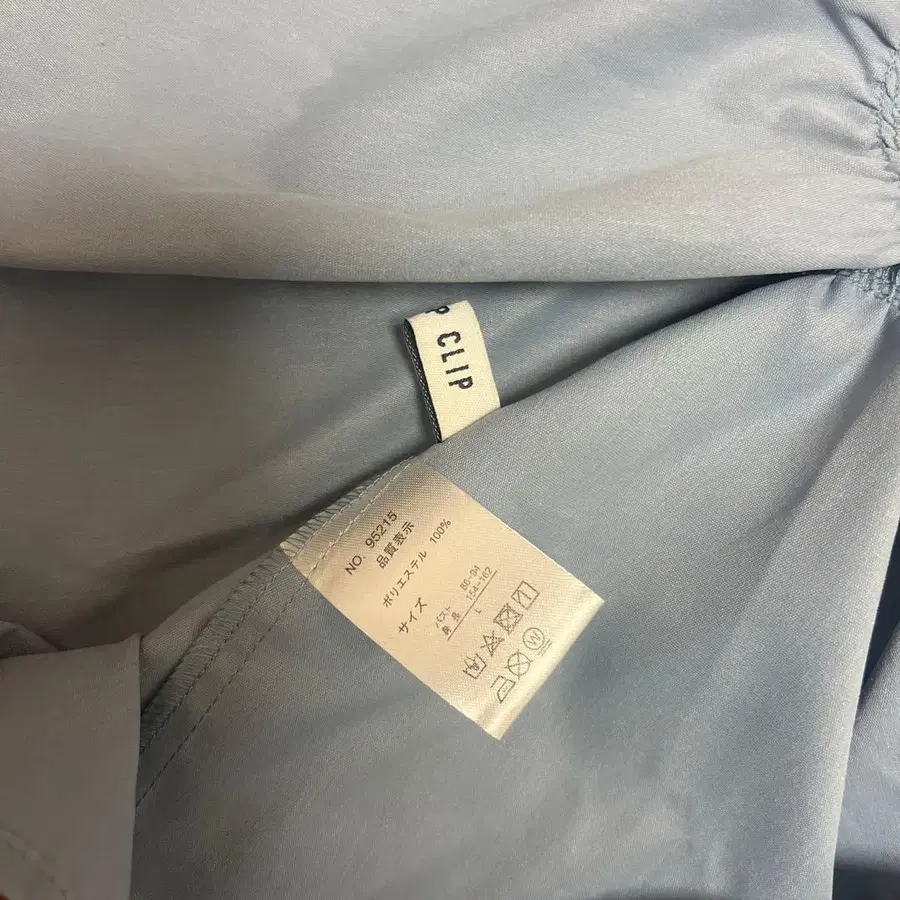 P CLIP
NO. 95215
品質表示
ポリエステル 100%
サイズ
バスト 86-94
身長 154-162
L
W